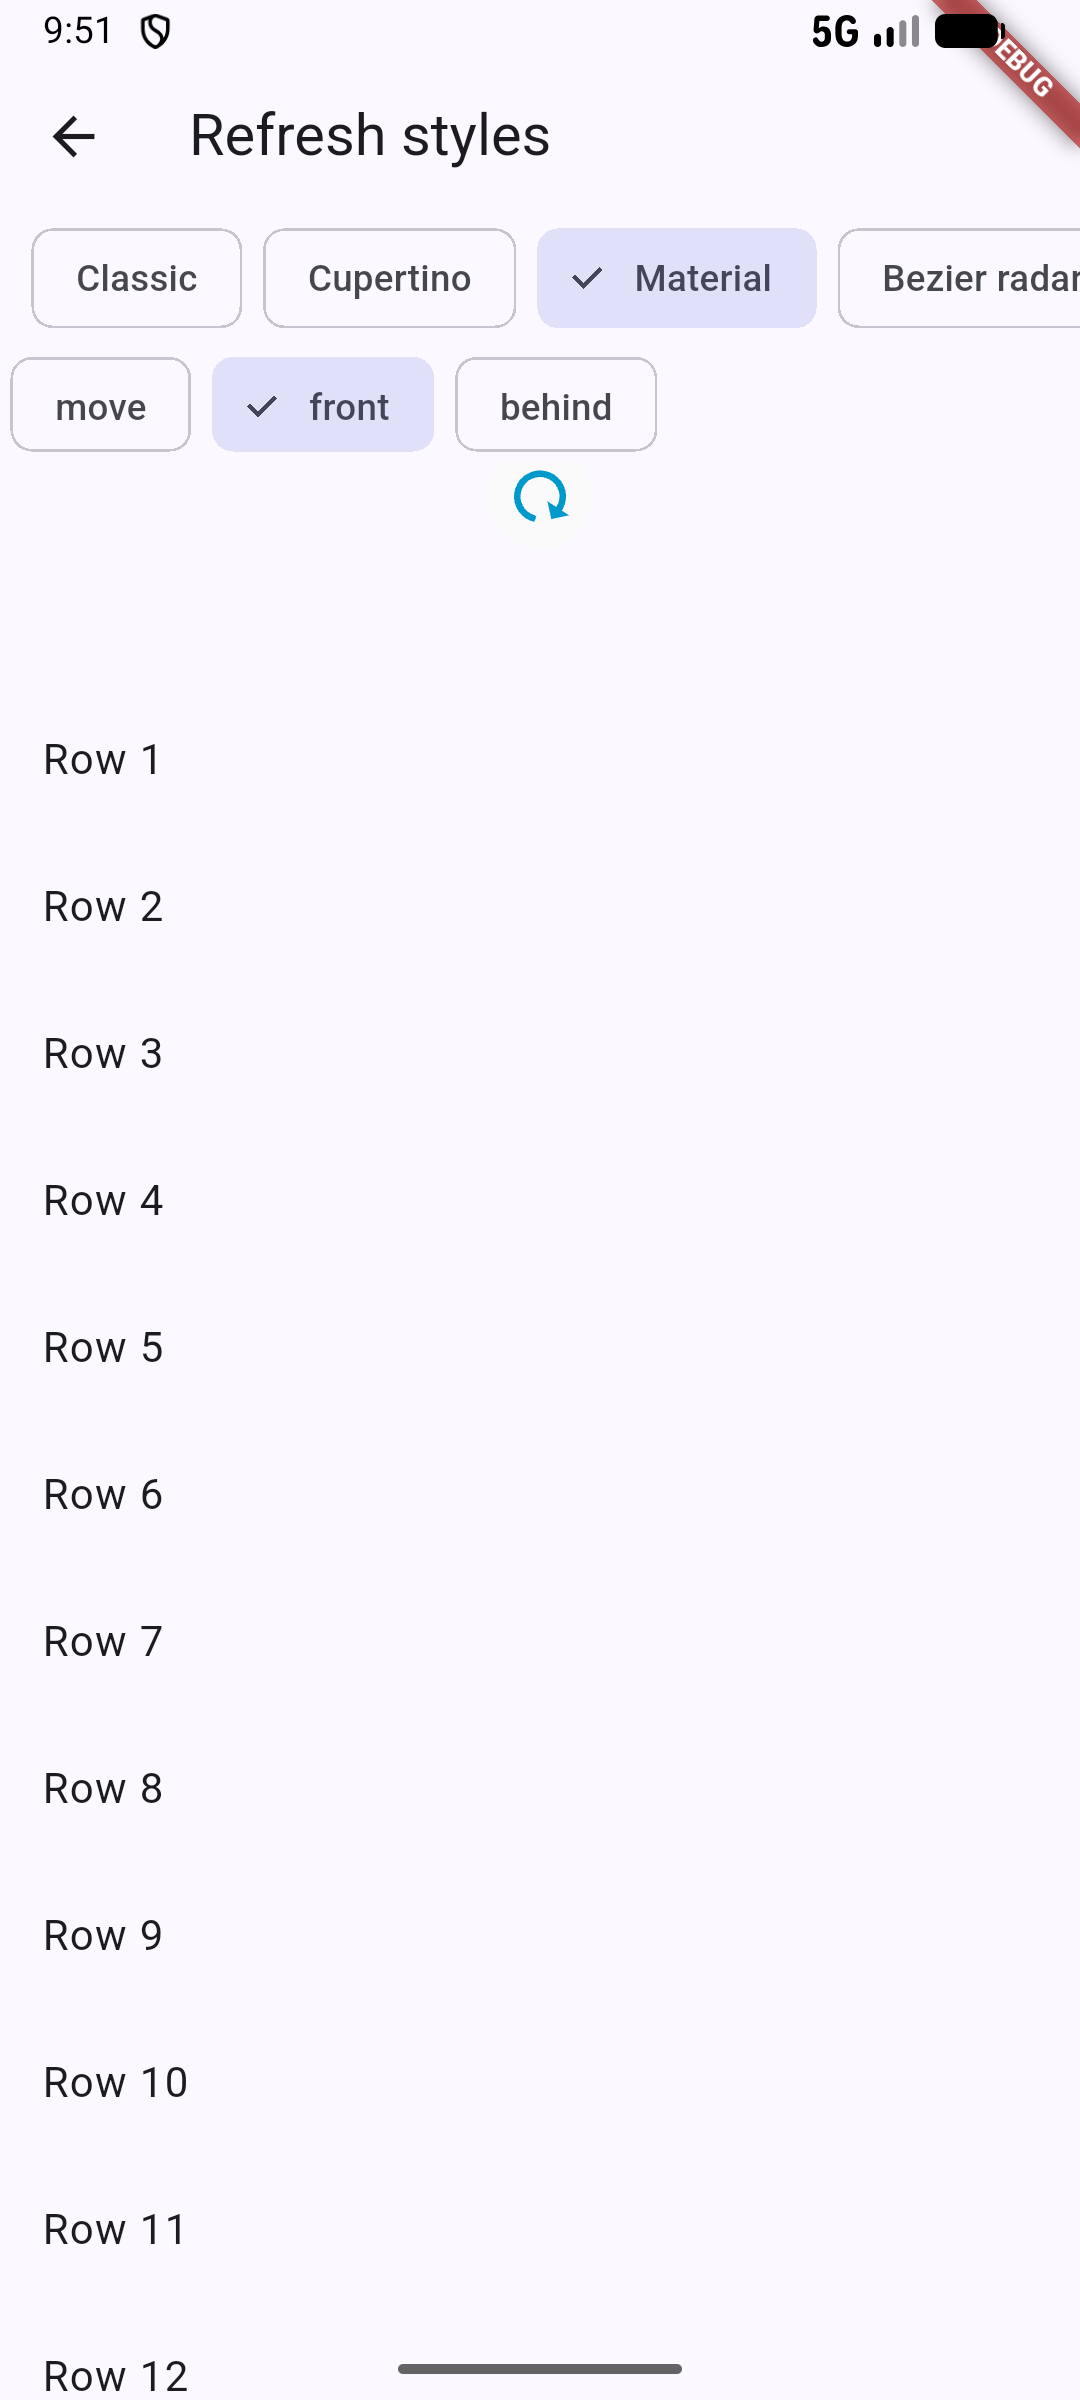 9:51 5G
EBUG
Refresh styles
Classic Cupertino Material Bezier radar
move front behind
Row 1
Row 2
Row 3
Row 4
Row 5
Row 6
Row 7
Row 8
Row 9
Row 10
Row 11
Row 12